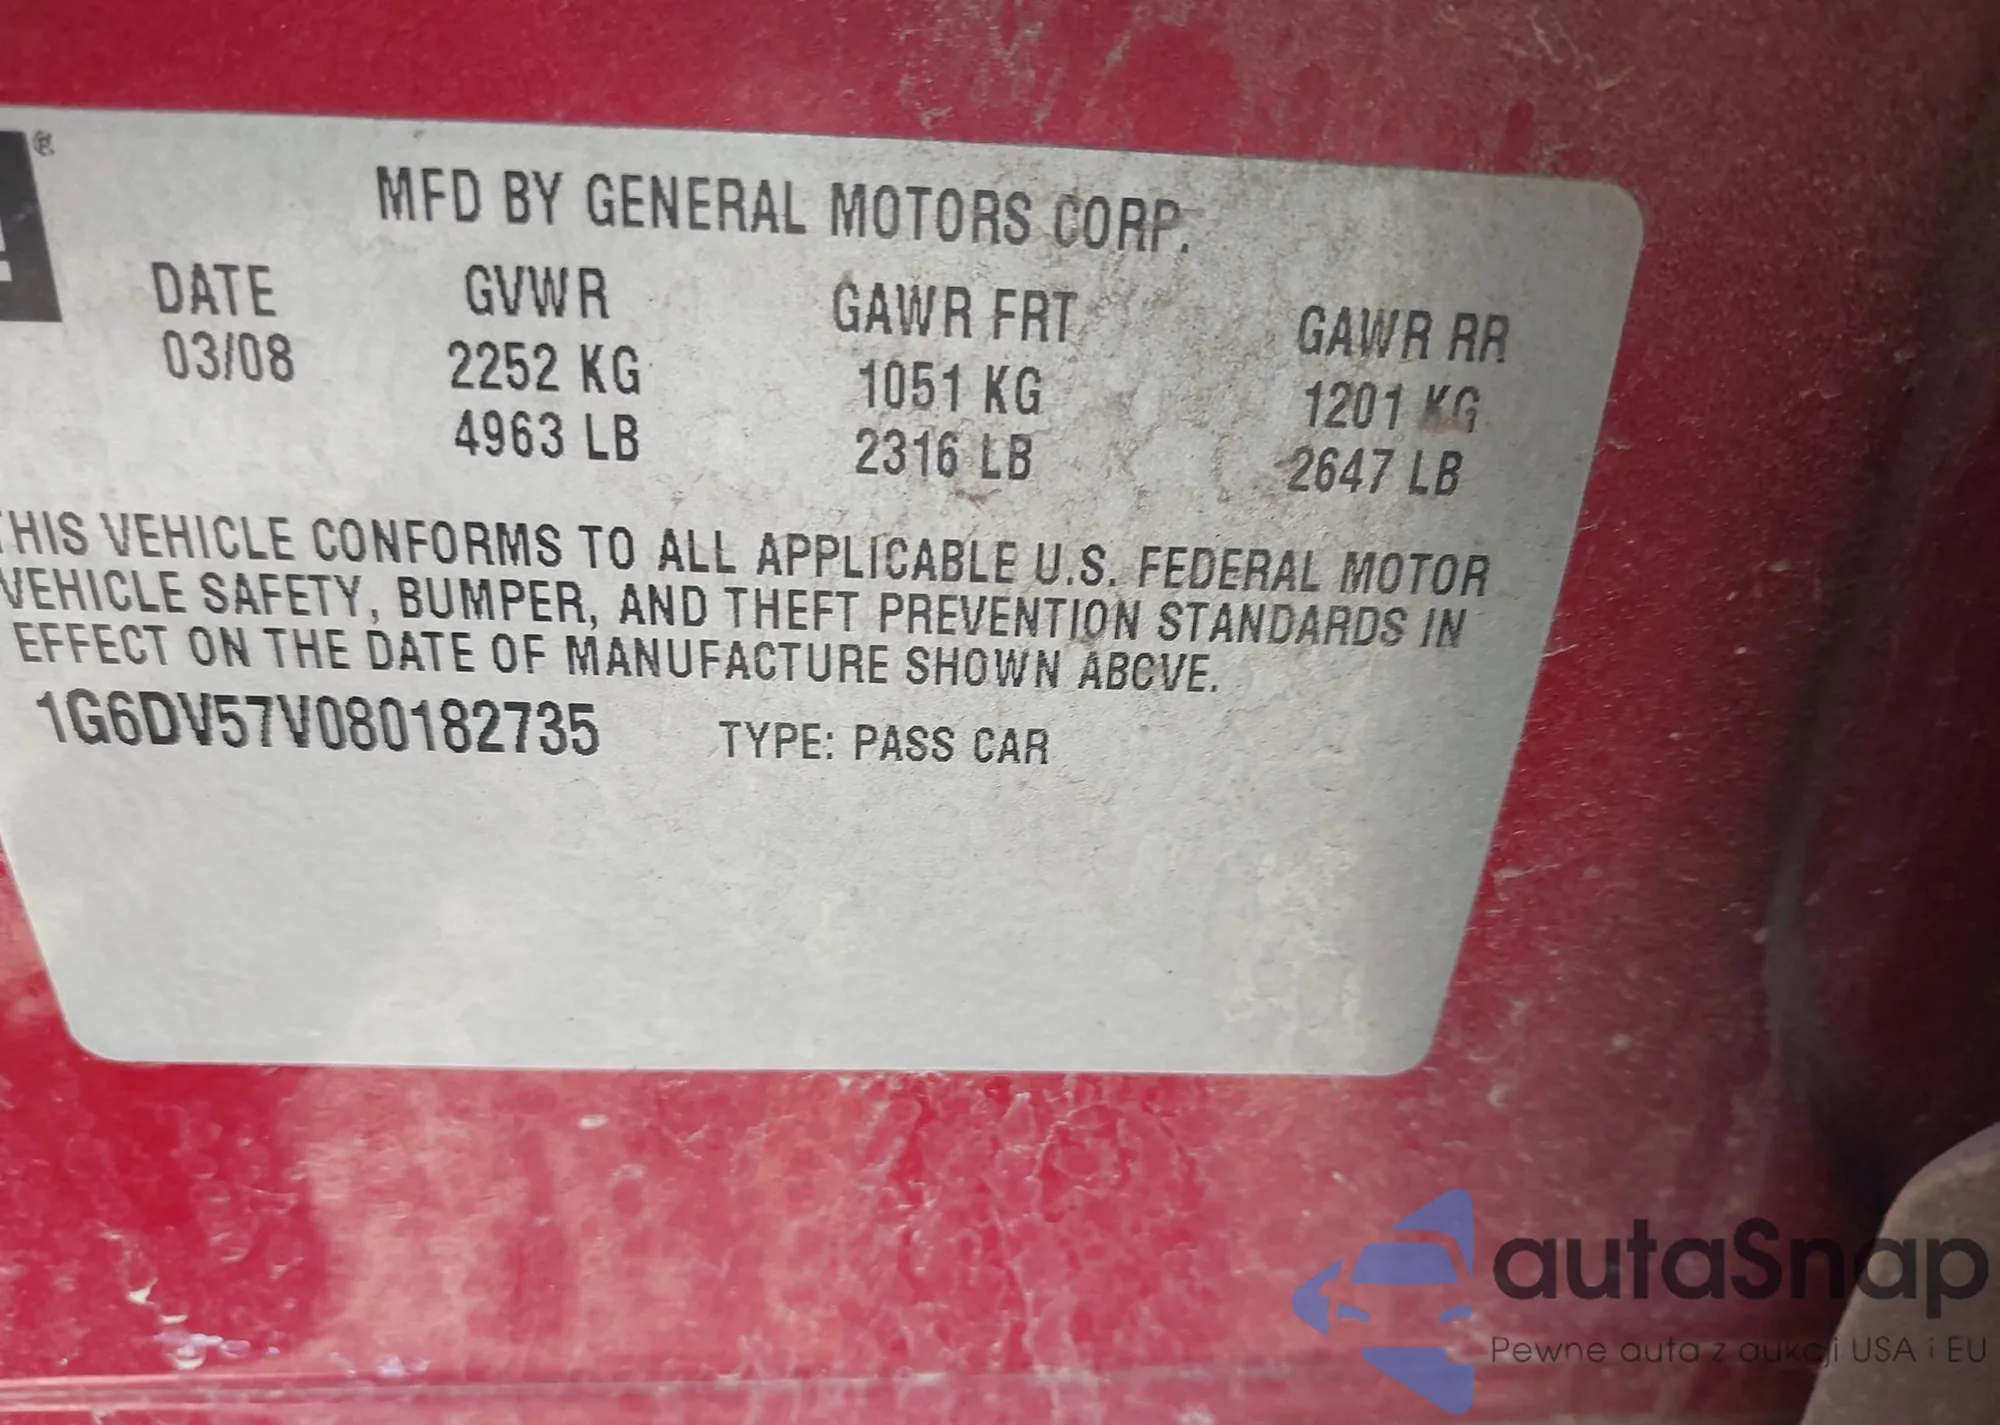 ®
MFD BY GENERAL MOTORS CORP.
DATE GVWR GAWR FRT GAWR RR
03/08 2252 KG 1051 KG 1201 KG
4963 LB 2316 LB 2647 LB
THIS VEHICLE CONFORMS TO ALL APPLICABLE U.S. FEDERAL MOTOR
VEHICLE SAFETY, BUMPER, AND THEFT PREVENTION STANDARDS IN
EFFECT ON THE DATE OF MANUFACTURE SHOWN ABOVE.
1G6DV57V080182735 TYPE: PASS CAR
autaSnap
Pewne auta z aukcji USA i EU